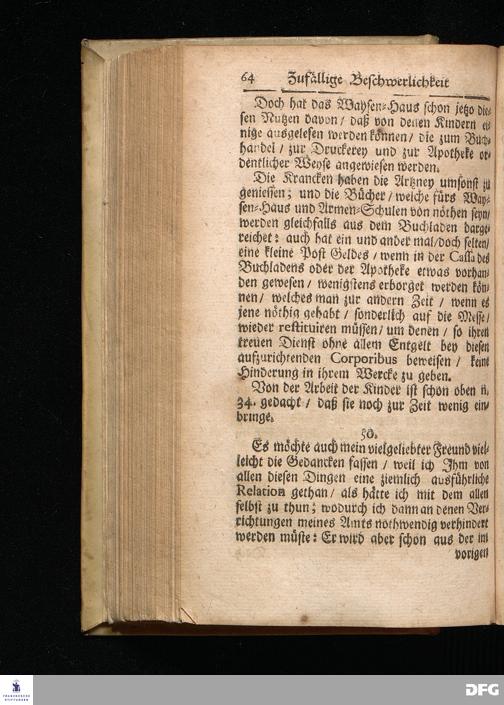 64 Zufällige Beschwerlichkeit
Doch hat das Waysen-Haus schon jetzo die-
sen Nutzen davon / daß von denen Kindern ei-
nige ausgelesen werden können / die zum Buch-
handel / zur Druckerey und zur Apotheke or-
dentlicher Weyse angewiesen werden.
Die Krancken haben die Artzney umsonst zu
geniessen; und die Bücher / welche fürs Way-
sen-Haus und Armen-Schulen von nöthen seyn/
werden gleichfalls aus dem Buchladen darge-
reichet: auch hat ein und ander mal/doch selten/
eine kleine Post Geldes / wenn in der Cassa des
Buchladens oder der Apotheke etwas vorhan-
den gewesen / wenigstens erborget werden kön-
nen / welches man zur andern Zeit / wenn es
jene nöthig gehabt / sonderlich auf die Messe/
wieder restituiren müssen / um denen / so ihren
treuen Dienst ohne allem Entgelt bey diesen
aufzurichtenden Corporibus beweisen / keine
Hinderung in ihrem Wercke zu geben.
Von der Arbeit der Kinder ist schon oben n.
34. gedacht / daß sie noch zur Zeit wenig ein-
bringe.
50.
Es möchte auch mein vielgeliebter Freund viel-
leicht die Gedancken fassen / weil ich Ihm von
allen diesen Dingen eine ziemlich ausführliche
Relation gethan / als hätte ich mit dem allen
selbst zu thun; wodurch ich dann an denen Ver-
richtungen meines Amts nothwendig verhindert
werden müste: Er wird aber schon aus der im
vorigen
FRANCKESCHE
STIFTUNGEN
DFG